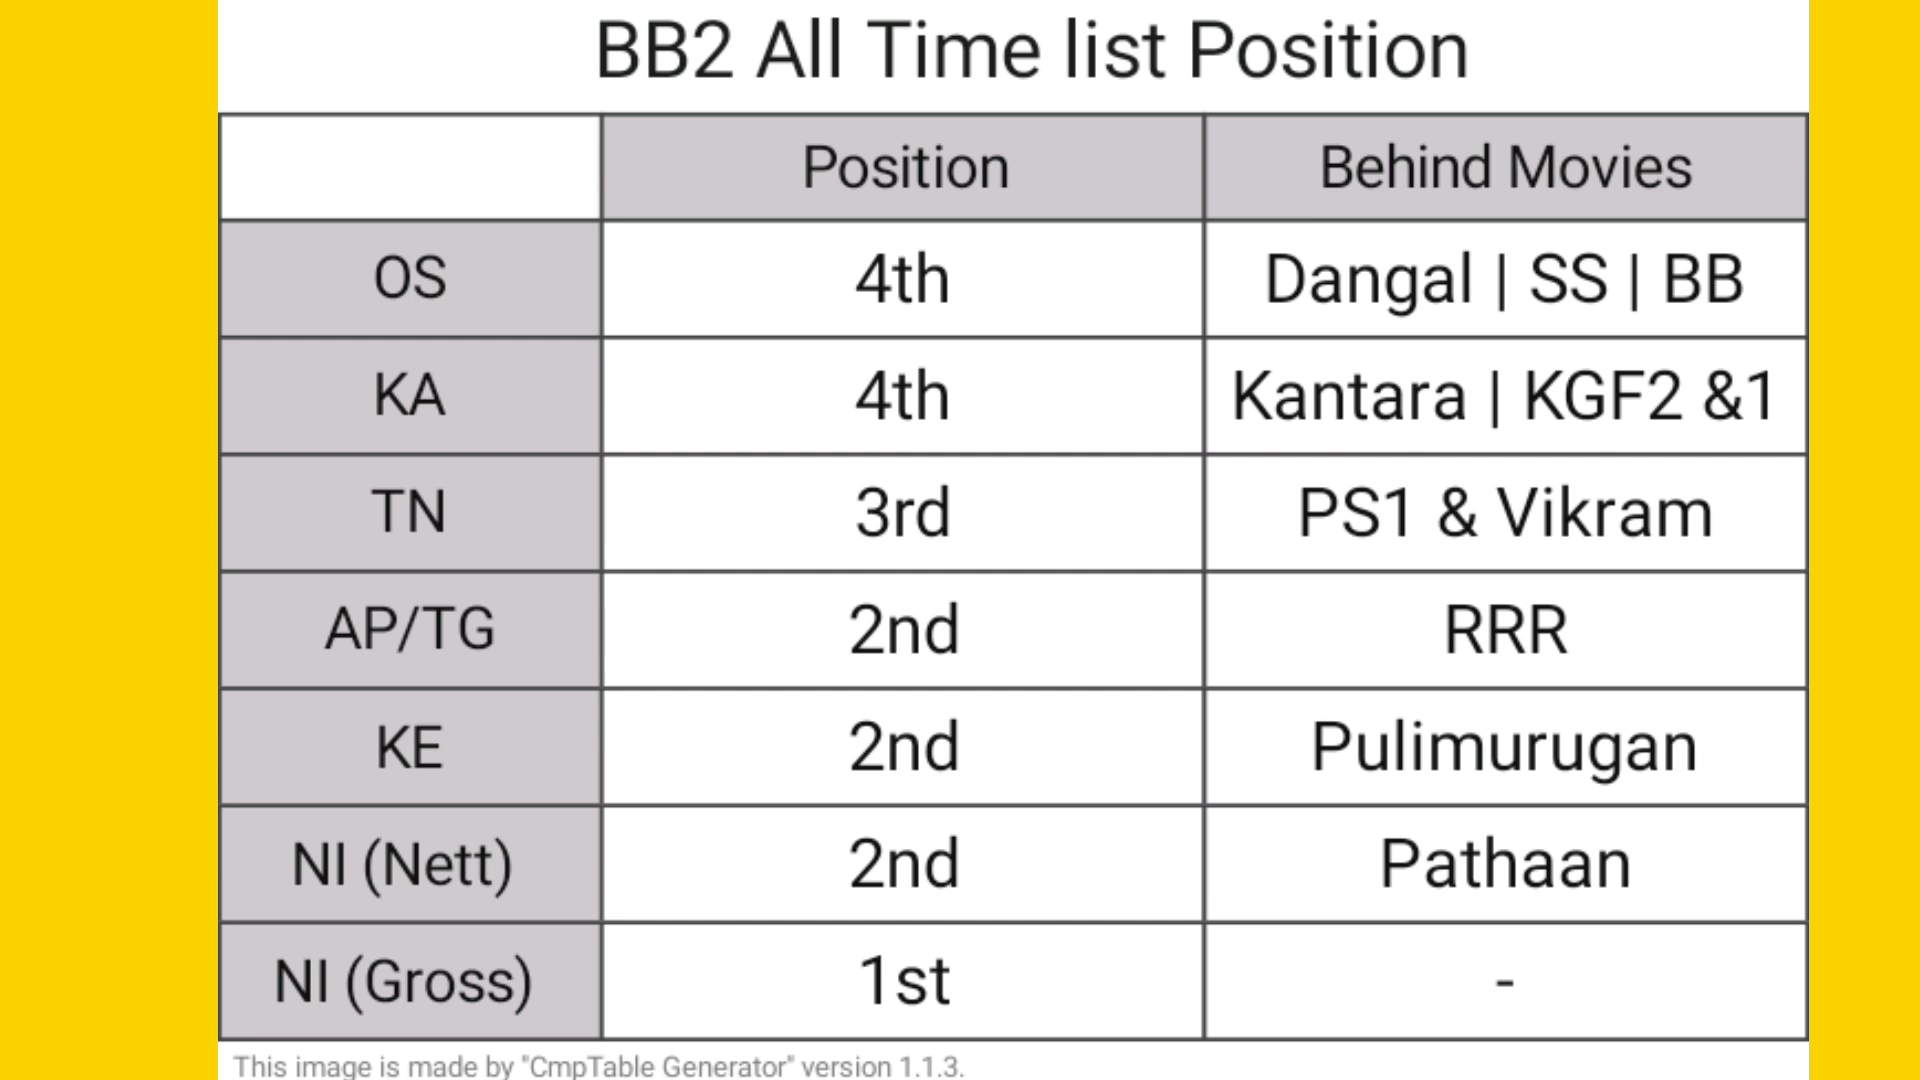 BB2 All Time list Position
Position Behind Movies
OS 4th Dangal | SS | BB
KA 4th Kantara | KGF2 &1
TN 3rd PS1 & Vikram
AP/TG 2nd RRR
KE 2nd Pulimurugan
NI (Nett) 2nd Pathaan
NI (Gross) 1st -
This image is made by "CmpTable Generator" version 1.1.3.